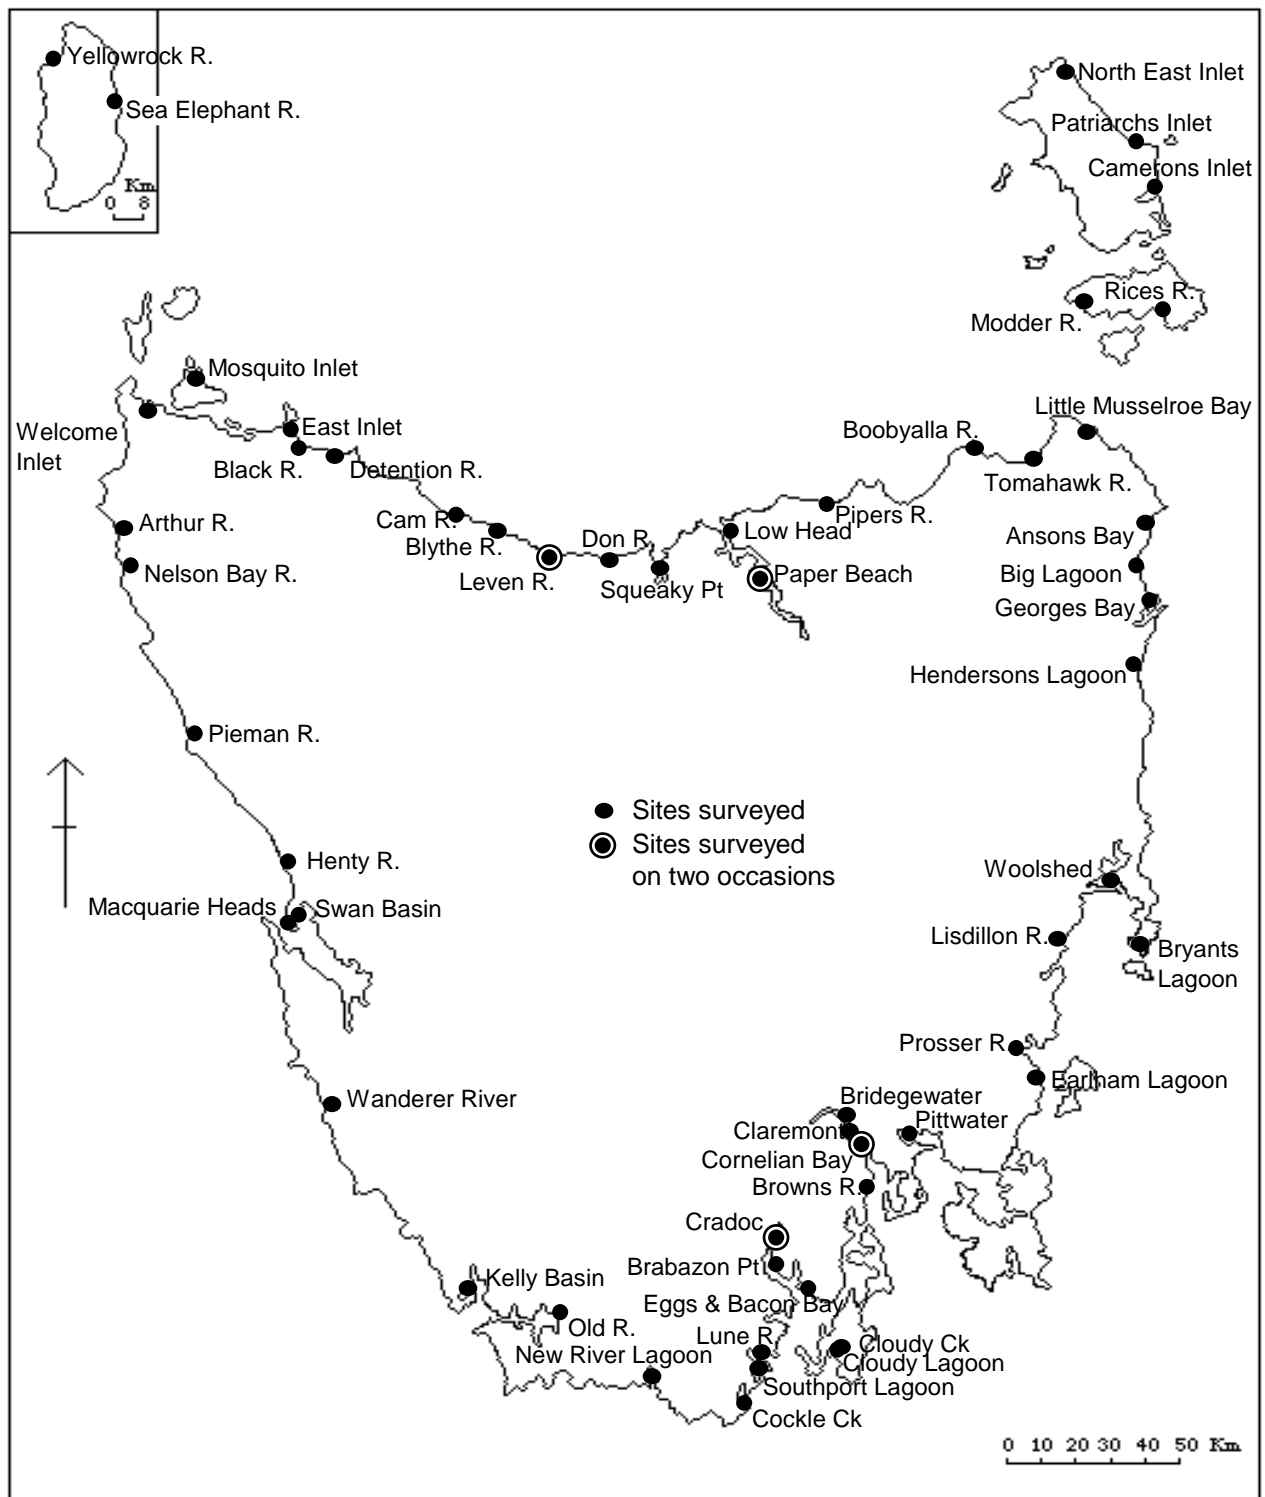 Yellowrock R.
Sea Elephant R.
Km
0 8
North East Inlet
Patriarchs Inlet
Camerons Inlet
Rices R.
Modder R.
Mosquito Inlet
Welcome
Inlet
East Inlet
Black R.
Detention R.
Little Musselroe Bay
Boobyalla R.
Tomahawk R.
Arthur R.
Nelson Bay R.
Cam R.
Blythe R.
Leven R.
Don R.
Squeaky Pt
Low Head
Paper Beach
Pipers R.
Ansons Bay
Big Lagoon
Georges Bay
Hendersons Lagoon
Pieman R.
Sites surveyed
Sites surveyed
on two occasions
Henty R.
Macquarie Heads
Swan Basin
Woolshed
Lisdillon R.
Bryants
Lagoon
Prosser R.
Earlham Lagoon
Wanderer River
Bridegewater
Claremont
Pittwater
Cornelian Bay
Browns R.
Cradoc
Brabazon Pt
Eggs & Bacon Bay
Kelly Basin
Old R.
New River Lagoon
Lune R.
Cloudy Ck
Cloudy Lagoon
Southport Lagoon
Cockle Ck
0 10 20 30 40 50 Km